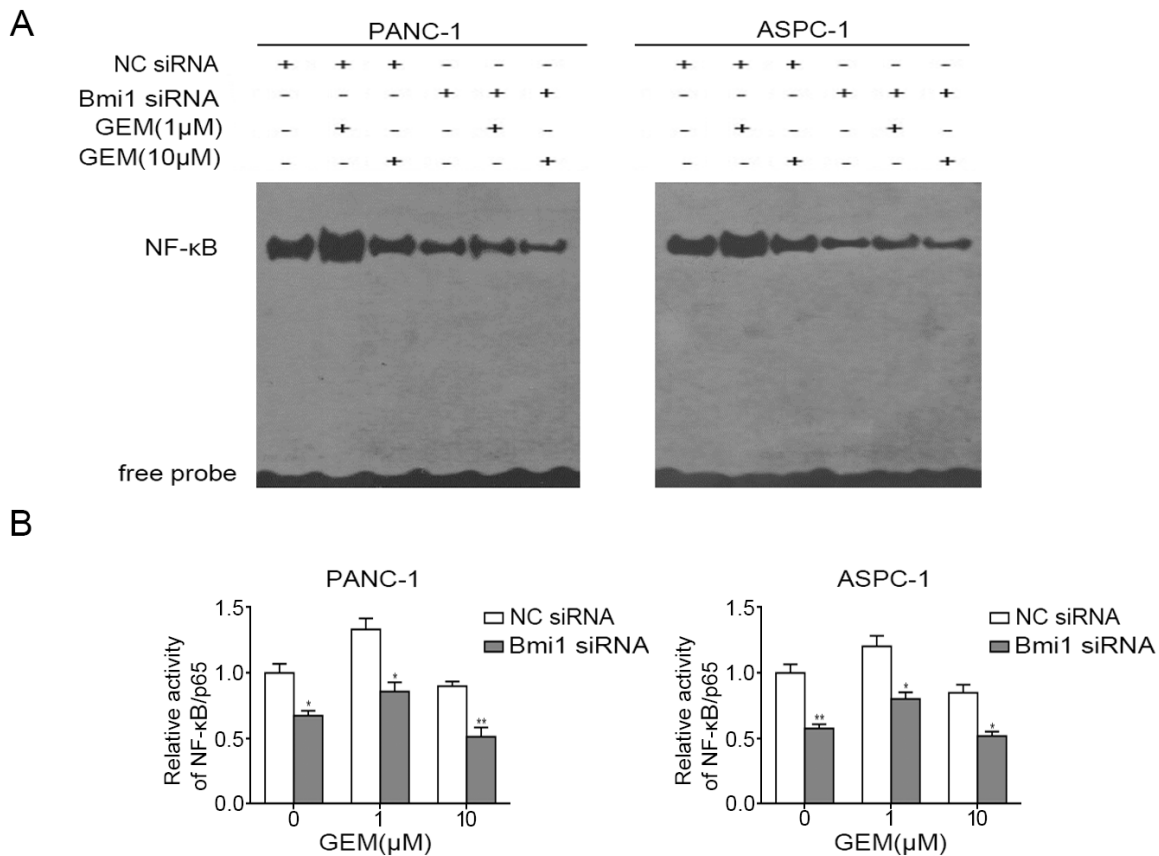 A
PANC-1 ASPC-1
NC siRNA + + + - - - + + + - - -
Bmi1 siRNA - - - + + + - - - + + +
GEM(1μM) - + - - + - - + - - + -
GEM(10μM) - - + - - + - - + - - +
NF-κB
free probe
B
PANC-1
1.5
1.0
0.5
0.0
Relative activity
of NF-κB/p65
NC siRNA
Bmi1 siRNA
* * **
0 1 10
GEM(μM)
ASPC-1
1.5
1.0
0.5
0.0
Relative activity
of NF-κB/p65
NC siRNA
Bmi1 siRNA
** * *
0 1 10
GEM(μM)